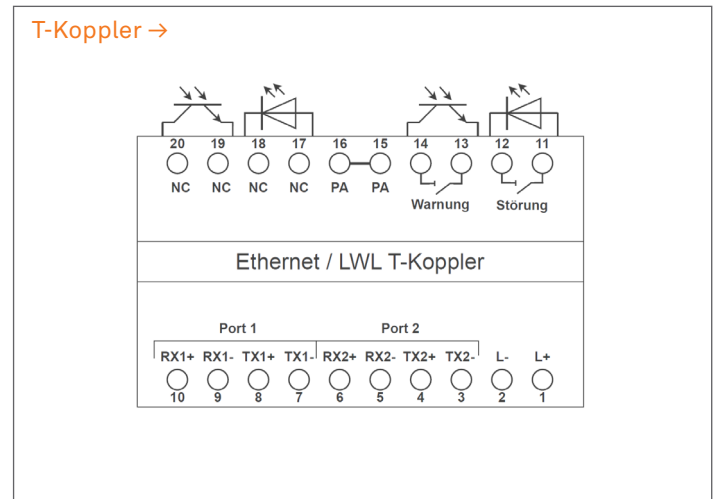 T-Koppler →
20 19 18 17 16 15 14 13 12 11
NC NC NC NC PA PA
Warnung Störung
Ethernet / LWL T-Koppler
Port 1 Port 2
RX1+ RX1- TX1+ TX1- RX2+ RX2- TX2+ TX2- L- L+
10 9 8 7 6 5 4 3 2 1